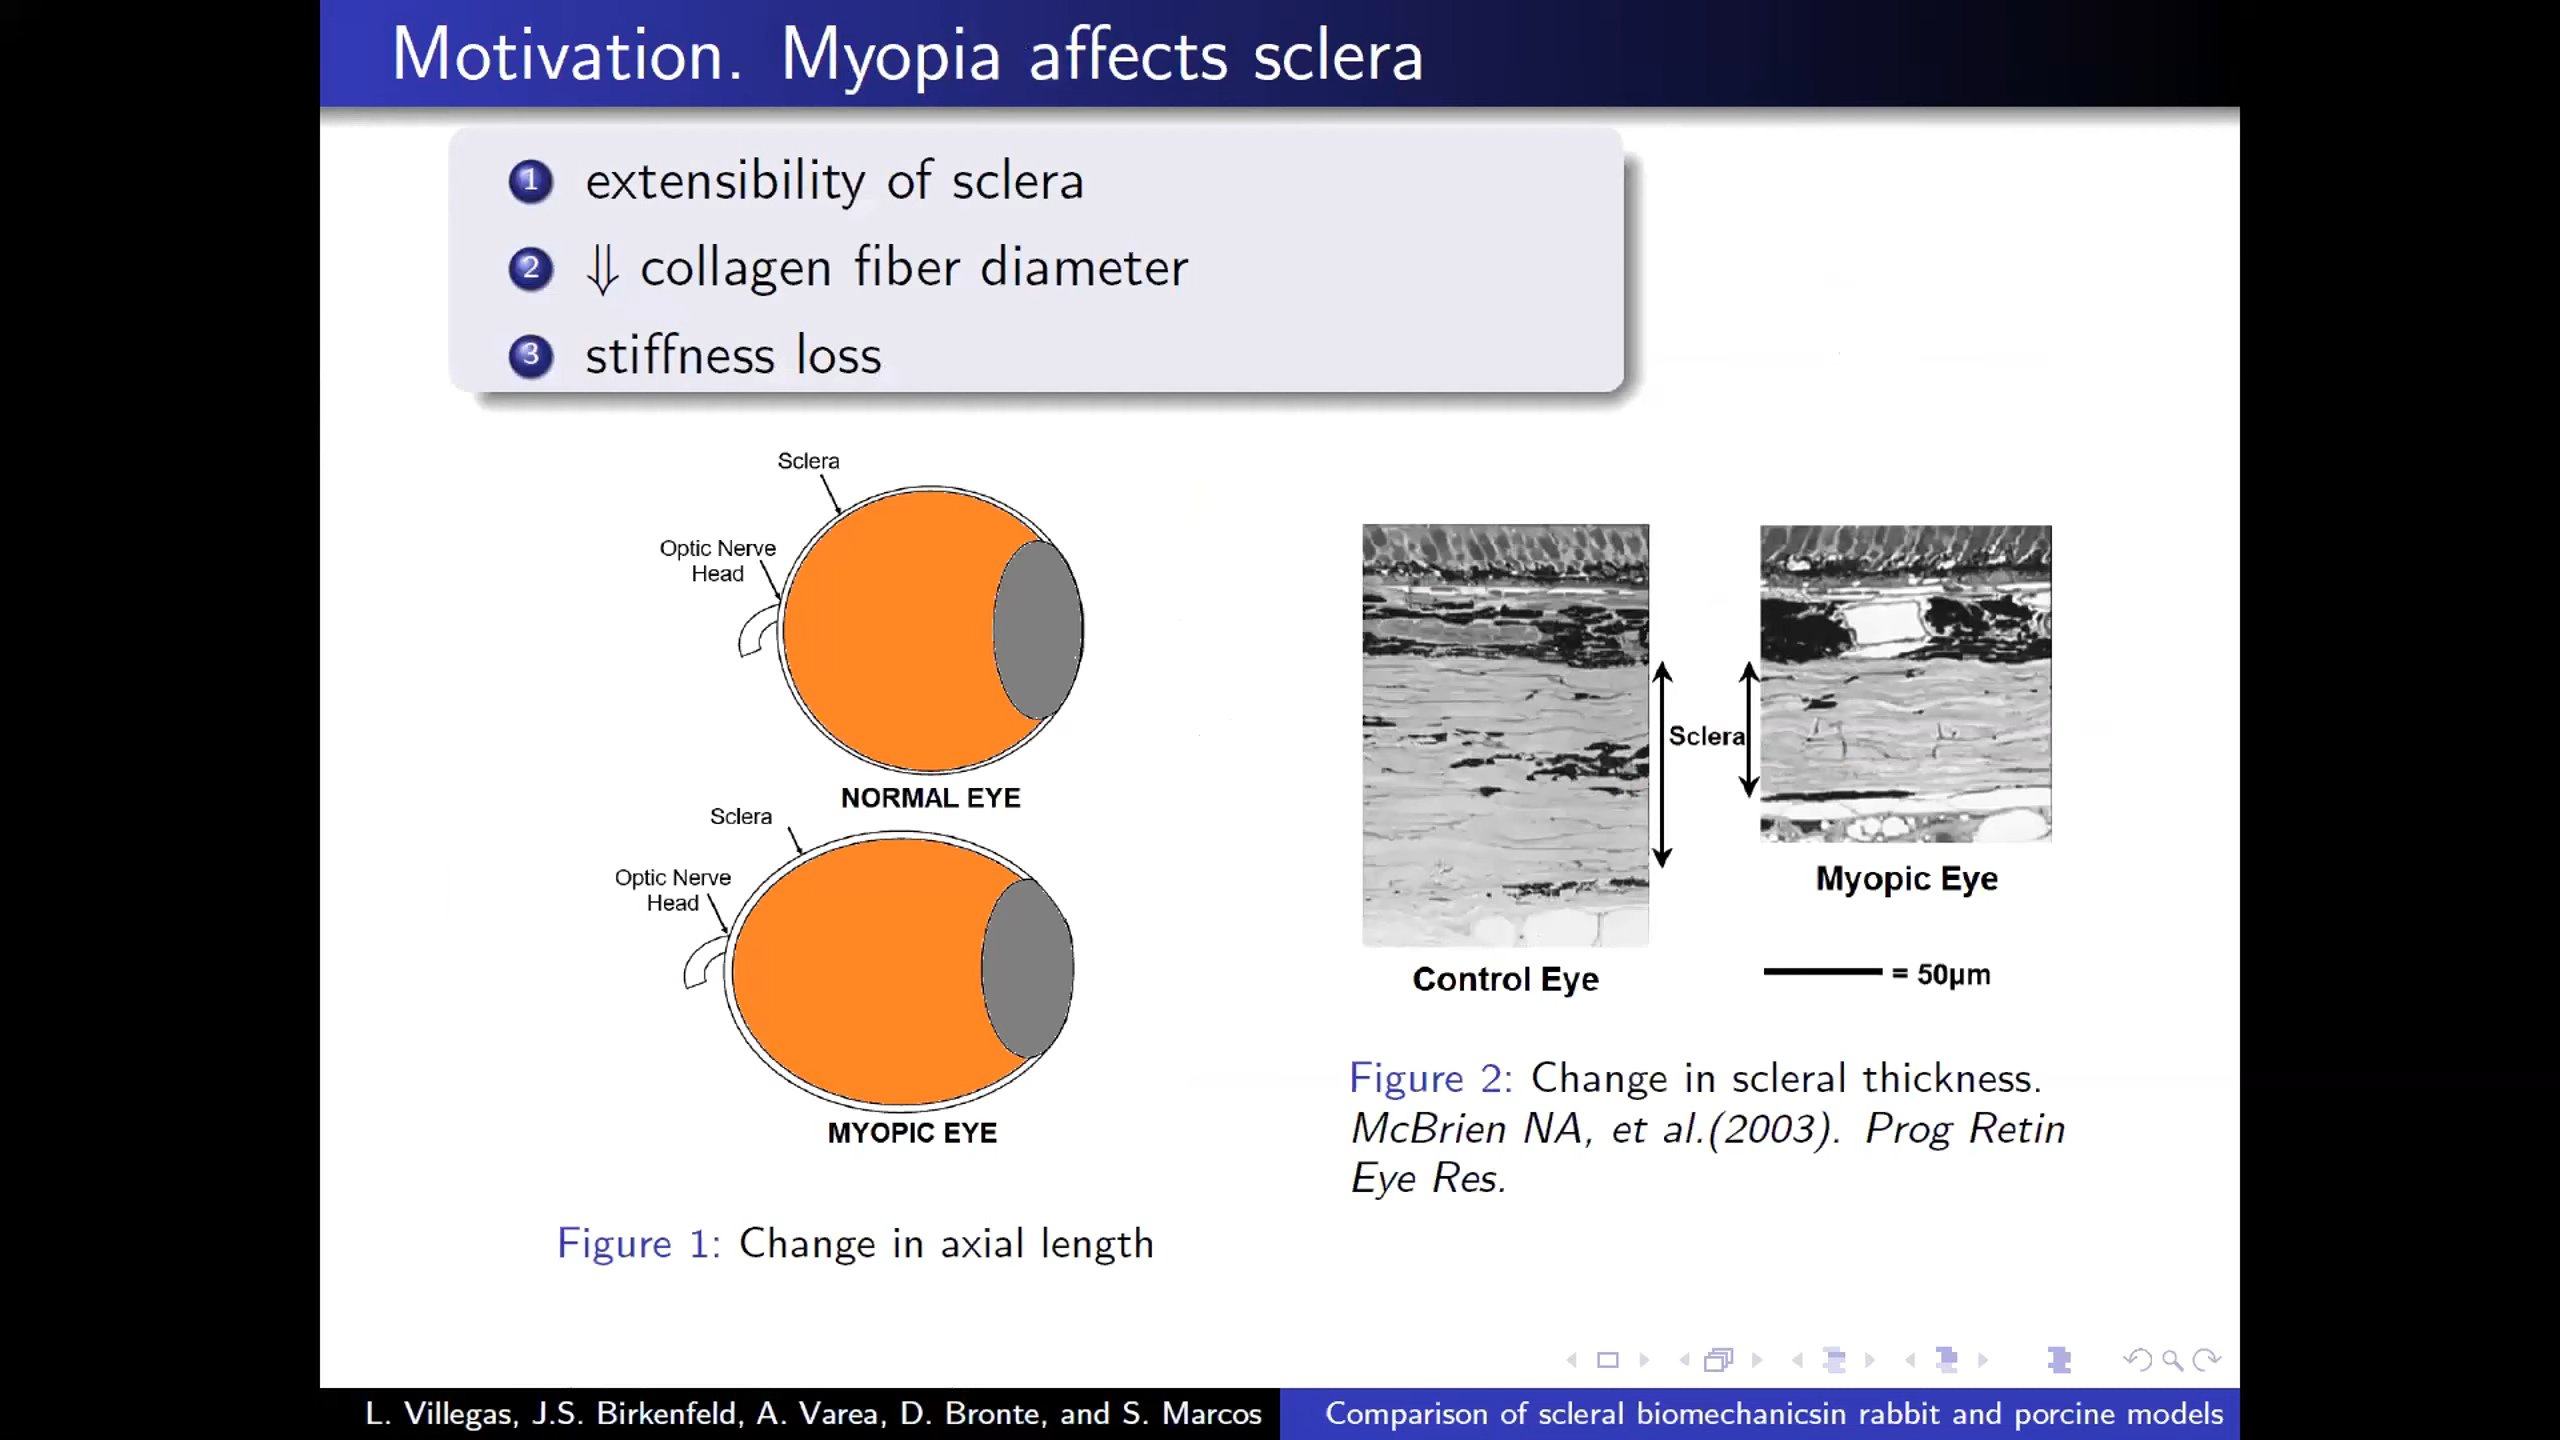 Motivation. Myopia affects sclera
1 extensibility of sclera
2 ⇓ collagen fiber diameter
3 stiffness loss
Sclera
Optic Nerve
Head
NORMAL EYE
Sclera
Optic Nerve
Head
MYOPIC EYE
Figure 1: Change in axial length
Sclera
Control Eye
Myopic Eye
= 50μm
Figure 2: Change in scleral thickness.
McBrien NA, et al.(2003). Prog Retin
Eye Res.
L. Villegas, J.S. Birkenfeld, A. Varea, D. Bronte, and S. Marcos
Comparison of scleral biomechanicsin rabbit and porcine models